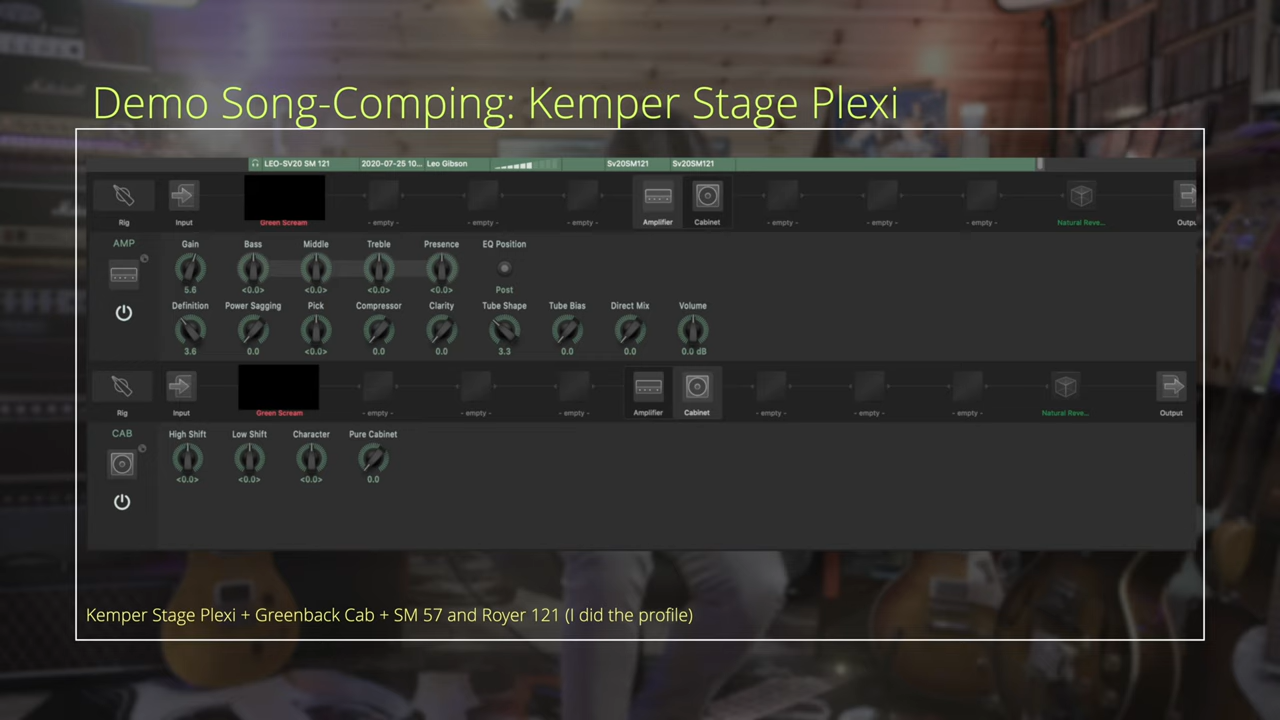 Demo Song-Comping: Kemper Stage Plexi
LEO-SV20 SM 121 2020-07-25 10... Leo Gibson Sv20SM121 Sv20SM121
Rig Input Green Scream - empty - - empty - - empty - Amplifier Cabinet - empty - - empty - - empty - Natural Reve... Outpu
AMP Gain Bass Middle Treble Presence EQ Position
5.6 <0.0> <0.0> <0.0> <0.0> Post
Definition Power Sagging Pick Compressor Clarity Tube Shape Tube Bias Direct Mix Volume
3.6 0.0 <0.0> 0.0 0.0 3.3 0.0 0.0 0.0 dB
Rig Input Green Scream - empty - - empty - - empty - Amplifier Cabinet - empty - - empty - - empty - Natural Reve... Output
CAB High Shift Low Shift Character Pure Cabinet
<0.0> <0.0> <0.0> 0.0
Kemper Stage Plexi + Greenback Cab + SM 57 and Royer 121 (I did the profile)